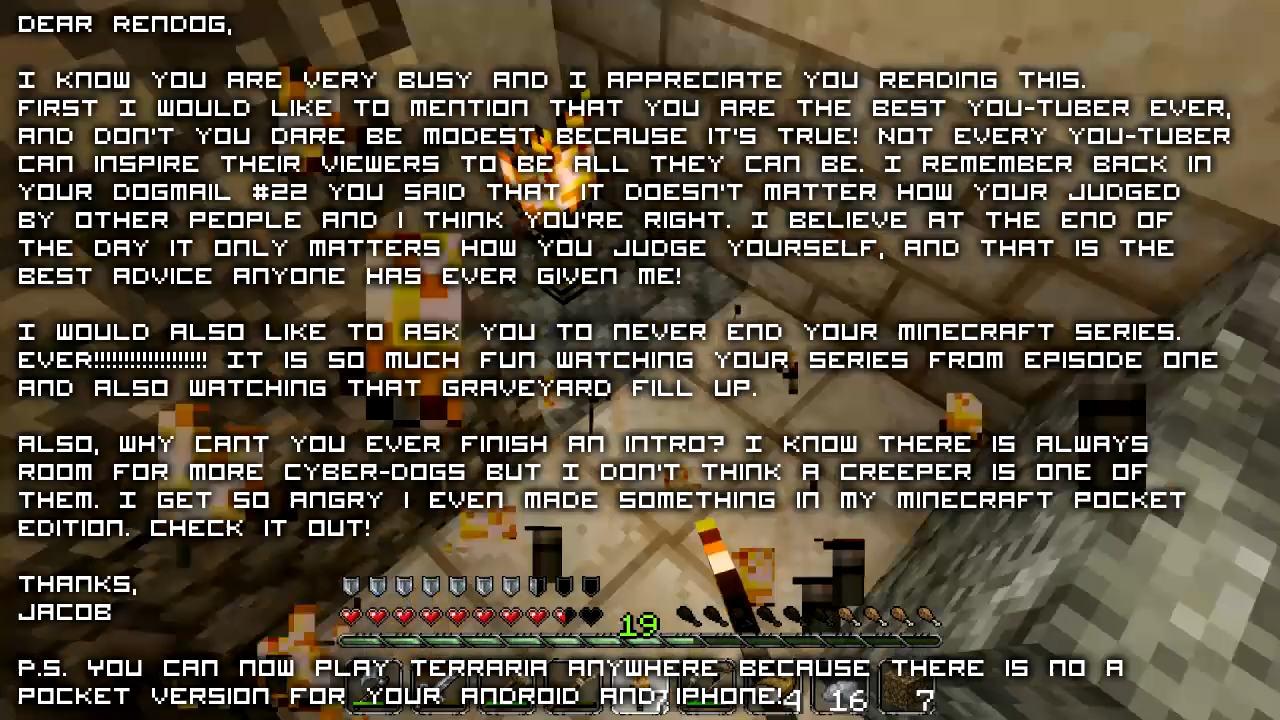 DEAR RENDOG,
I KNOW YOU ARE VERY BUSY AND I APPRECIATE YOU READING THIS.
FIRST I WOULD LIKE TO MENTION THAT YOU ARE THE BEST YOU-TUBER EVER,
AND DON'T YOU DARE BE MODEST BECAUSE IT'S TRUE! NOT EVERY YOU-TUBER
CAN INSPIRE THEIR VIEWERS TO BE ALL THEY CAN BE. I REMEMBER BACK IN
YOUR DOGMAIL #22 YOU SAID THAT IT DOESN'T MATTER HOW YOUR JUDGED
BY OTHER PEOPLE AND I THINK YOU'RE RIGHT. I BELIEVE AT THE END OF
THE DAY IT ONLY MATTERS HOW YOU JUDGE YOURSELF, AND THAT IS THE
BEST ADVICE ANYONE HAS EVER GIVEN ME!
I WOULD ALSO LIKE TO ASK YOU TO NEVER END YOUR MINECRAFT SERIES.
EVER!!!!!!!!!!!!!!!!!!! IT IS SO MUCH FUN WATCHING YOUR SERIES FROM EPISODE ONE
AND ALSO WATCHING THAT GRAVEYARD FILL UP.
ALSO, WHY CANT YOU EVER FINISH AN INTRO? I KNOW THERE IS ALWAYS
ROOM FOR MORE CYBER-DOGS BUT I DON'T THINK A CREEPER IS ONE OF
THEM. I GET SO ANGRY I EVEN MADE SOMETHING IN MY MINECRAFT POCKET
EDITION. CHECK IT OUT!
THANKS,
JACOB
19
P.S. YOU CAN NOW PLAY TERRARIA ANYWHERE BECAUSE THERE IS NO A
POCKET VERSION FOR YOUR ANDROID AND IPHONE!
4 16 7